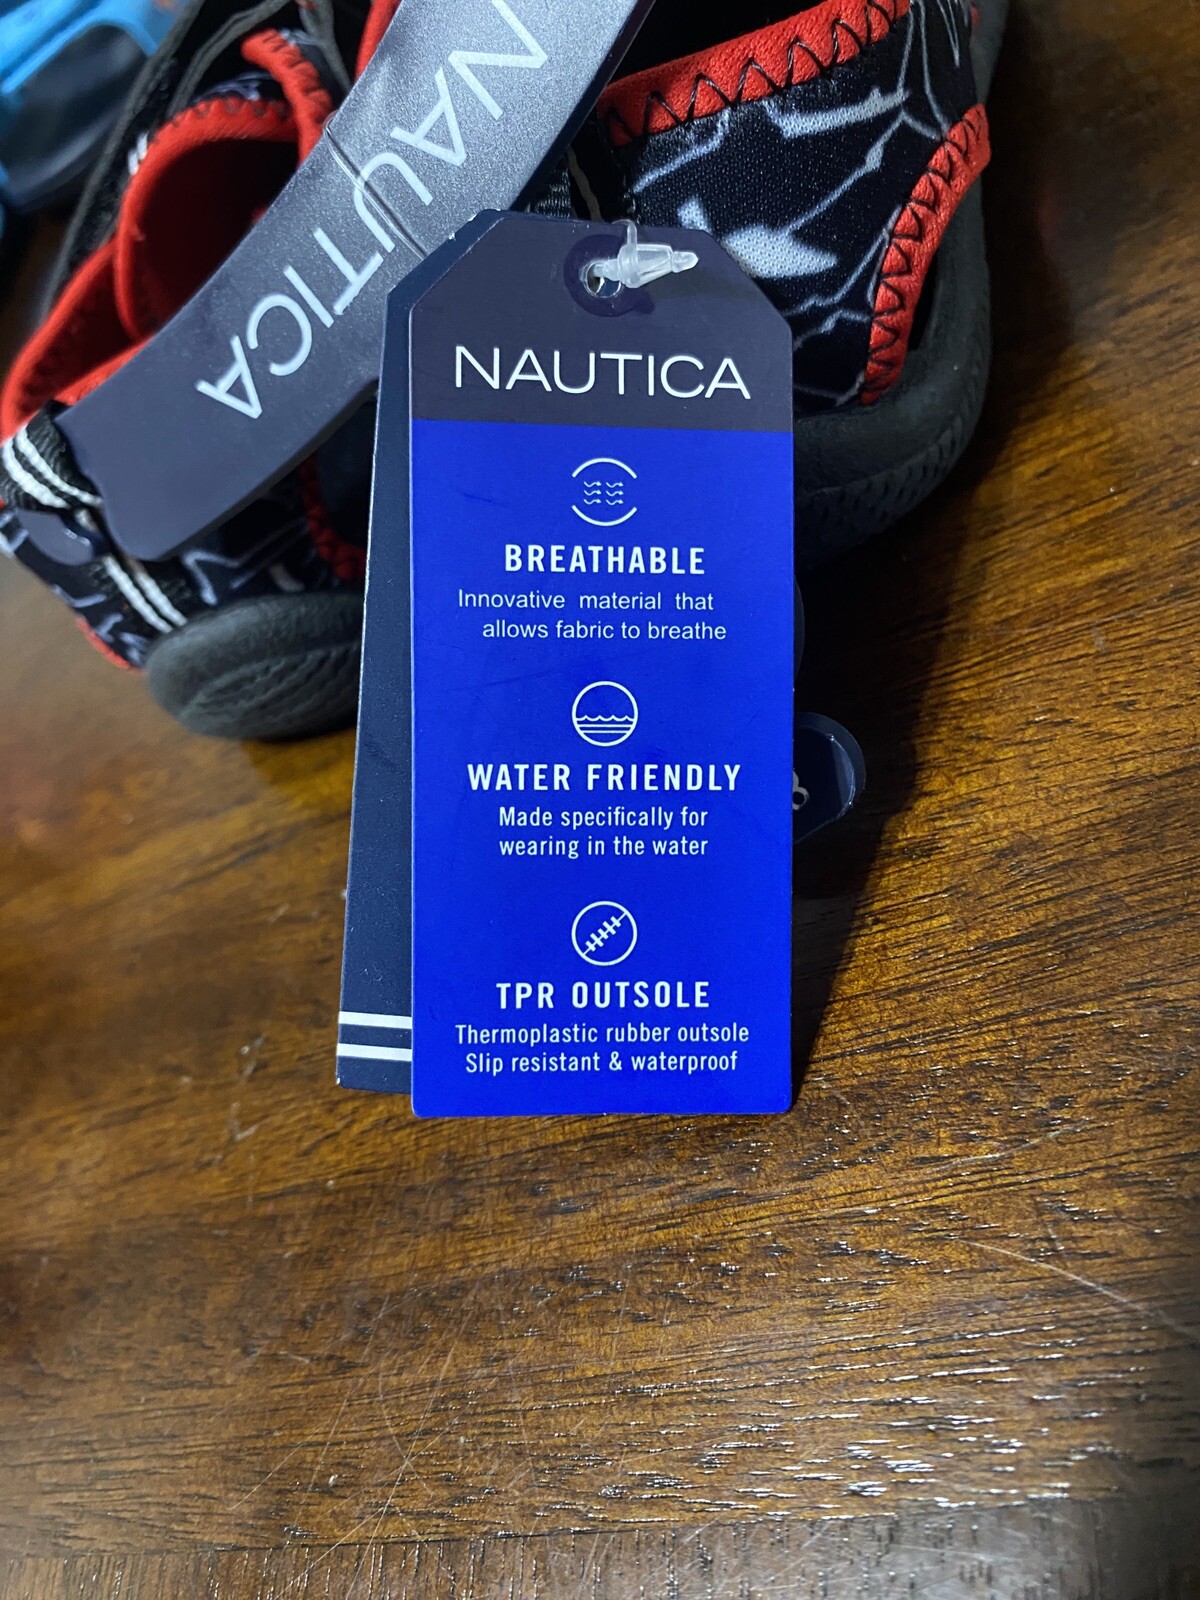 NAUTICA
NAUTICA
BREATHABLE
Innovative material that
allows fabric to breathe
WATER FRIENDLY
Made specifically for
wearing in the water
TPR OUTSOLE
Thermoplastic rubber outsole
Slip resistant & waterproof